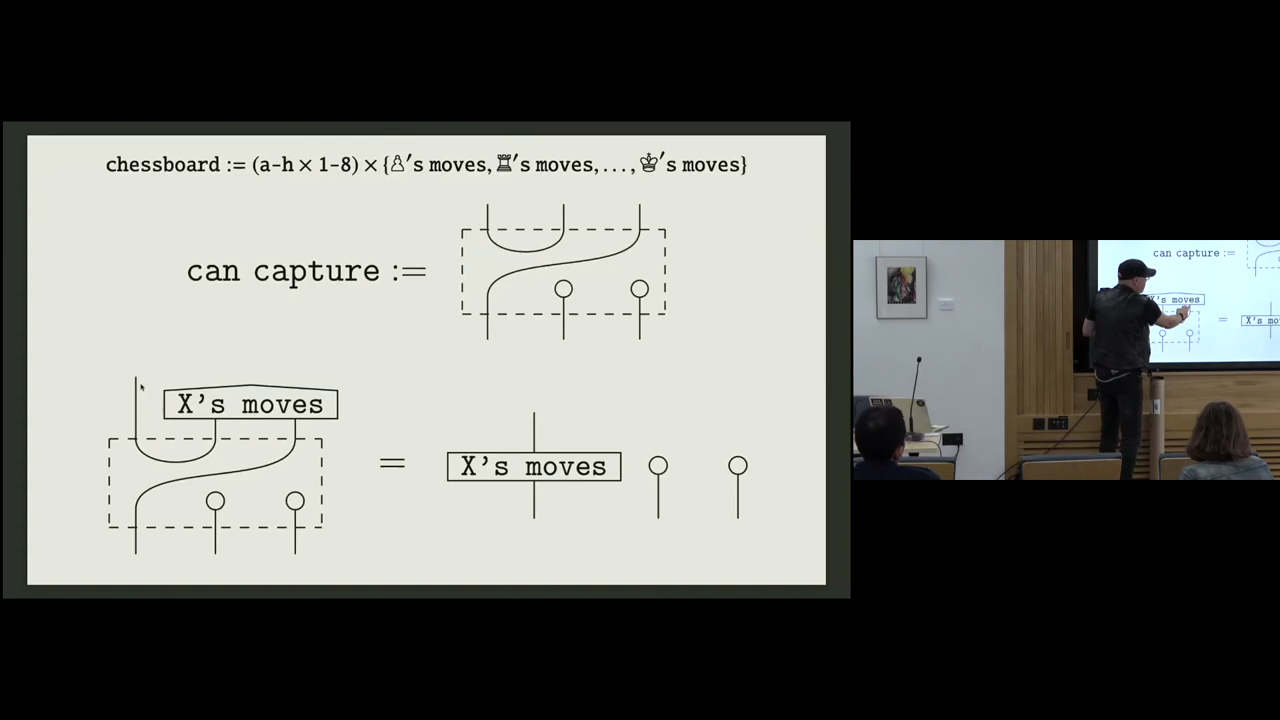 chessboard := (a–h × 1–8) × {♙'s moves, ♖'s moves, . . . , ♔'s moves}
can capture :=
X's moves
= X's moves
can capture :=
X's moves
= X's mo